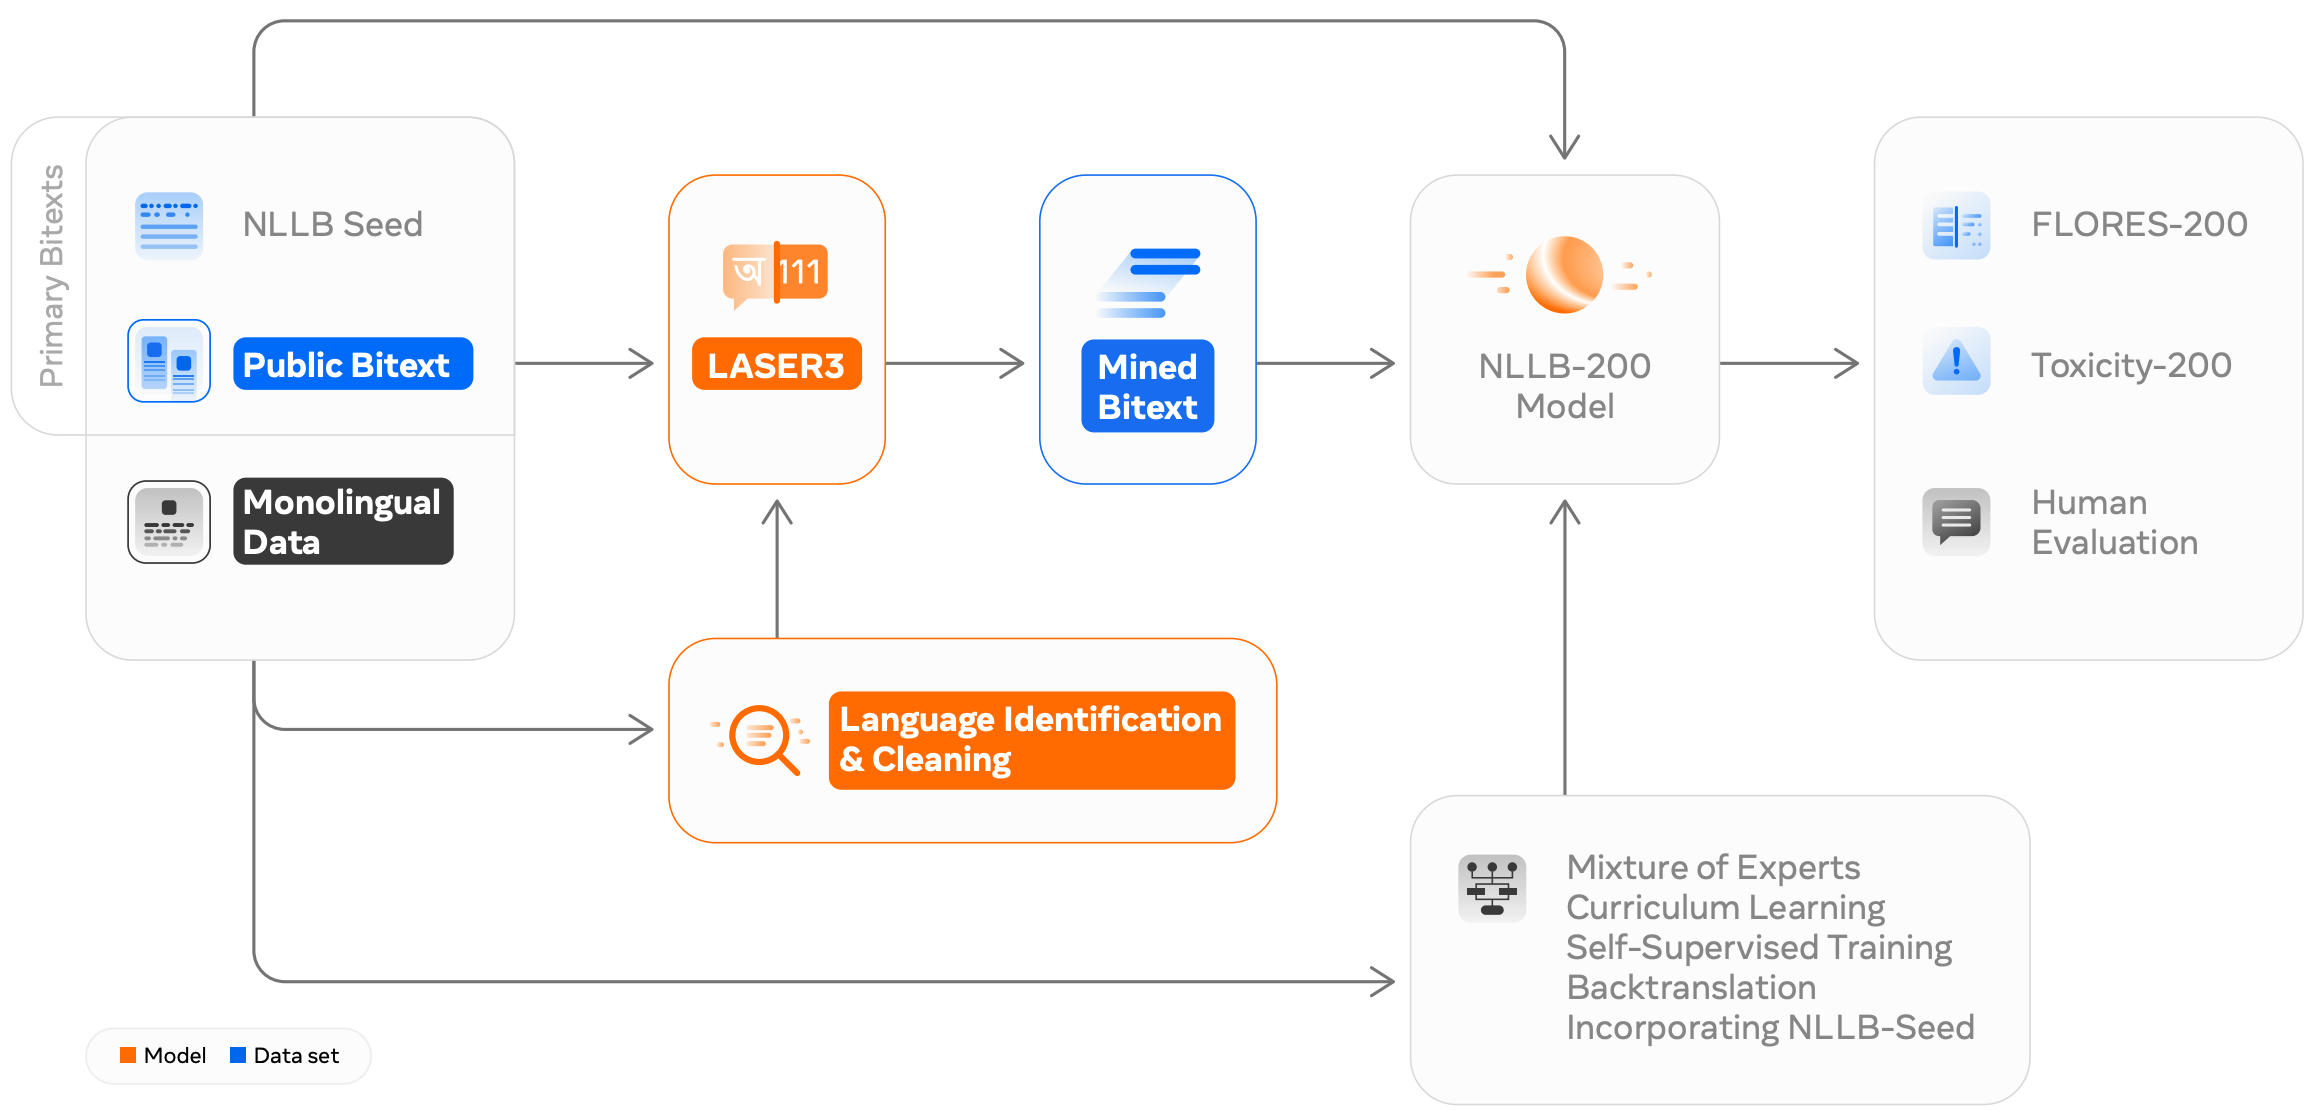 Primary Bitexts
NLLB Seed
Public Bitext
Monolingual
Data
অ 111
LASER3
Mined
Bitext
NLLB-200
Model
FLORES-200
Toxicity-200
Human
Evaluation
Language Identification
& Cleaning
Mixture of Experts
Curriculum Learning
Self-Supervised Training
Backtranslation
Incorporating NLLB-Seed
Model
Data set